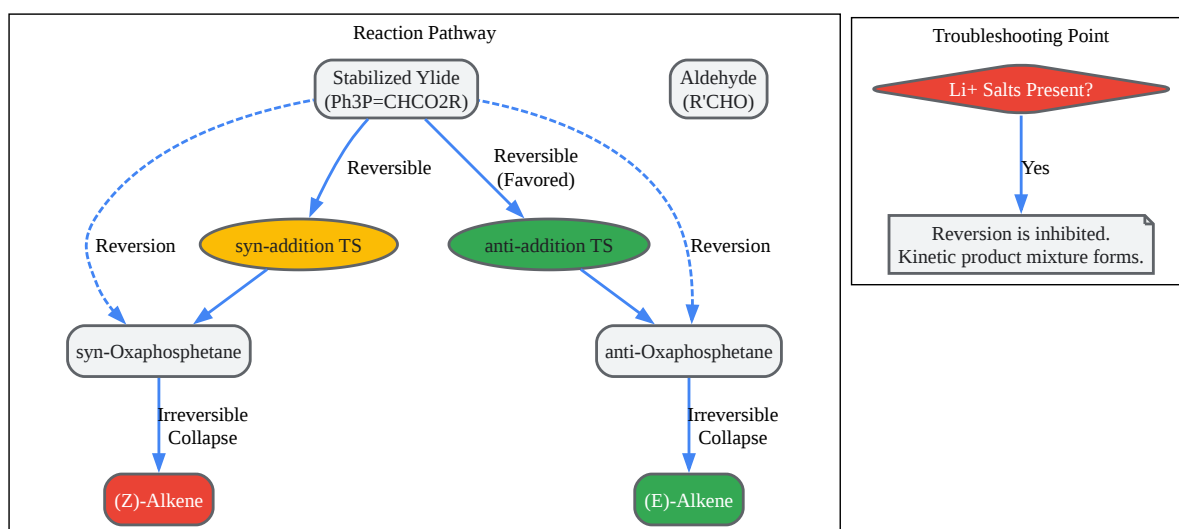 Reaction Pathway
Troubleshooting Point
Stabilized Ylide
(Ph3P=CHCO2R)
Aldehyde
(R'CHO)
Li+ Salts Present?
Reversible
Reversible
(Favored)
Yes
Reversion
syn-addition TS
anti-addition TS
Reversion
Reversion is inhibited.
Kinetic product mixture forms.
syn-Oxaphosphetane
anti-Oxaphosphetane
Irreversible
Collapse
Irreversible
Collapse
(Z)-Alkene
(E)-Alkene